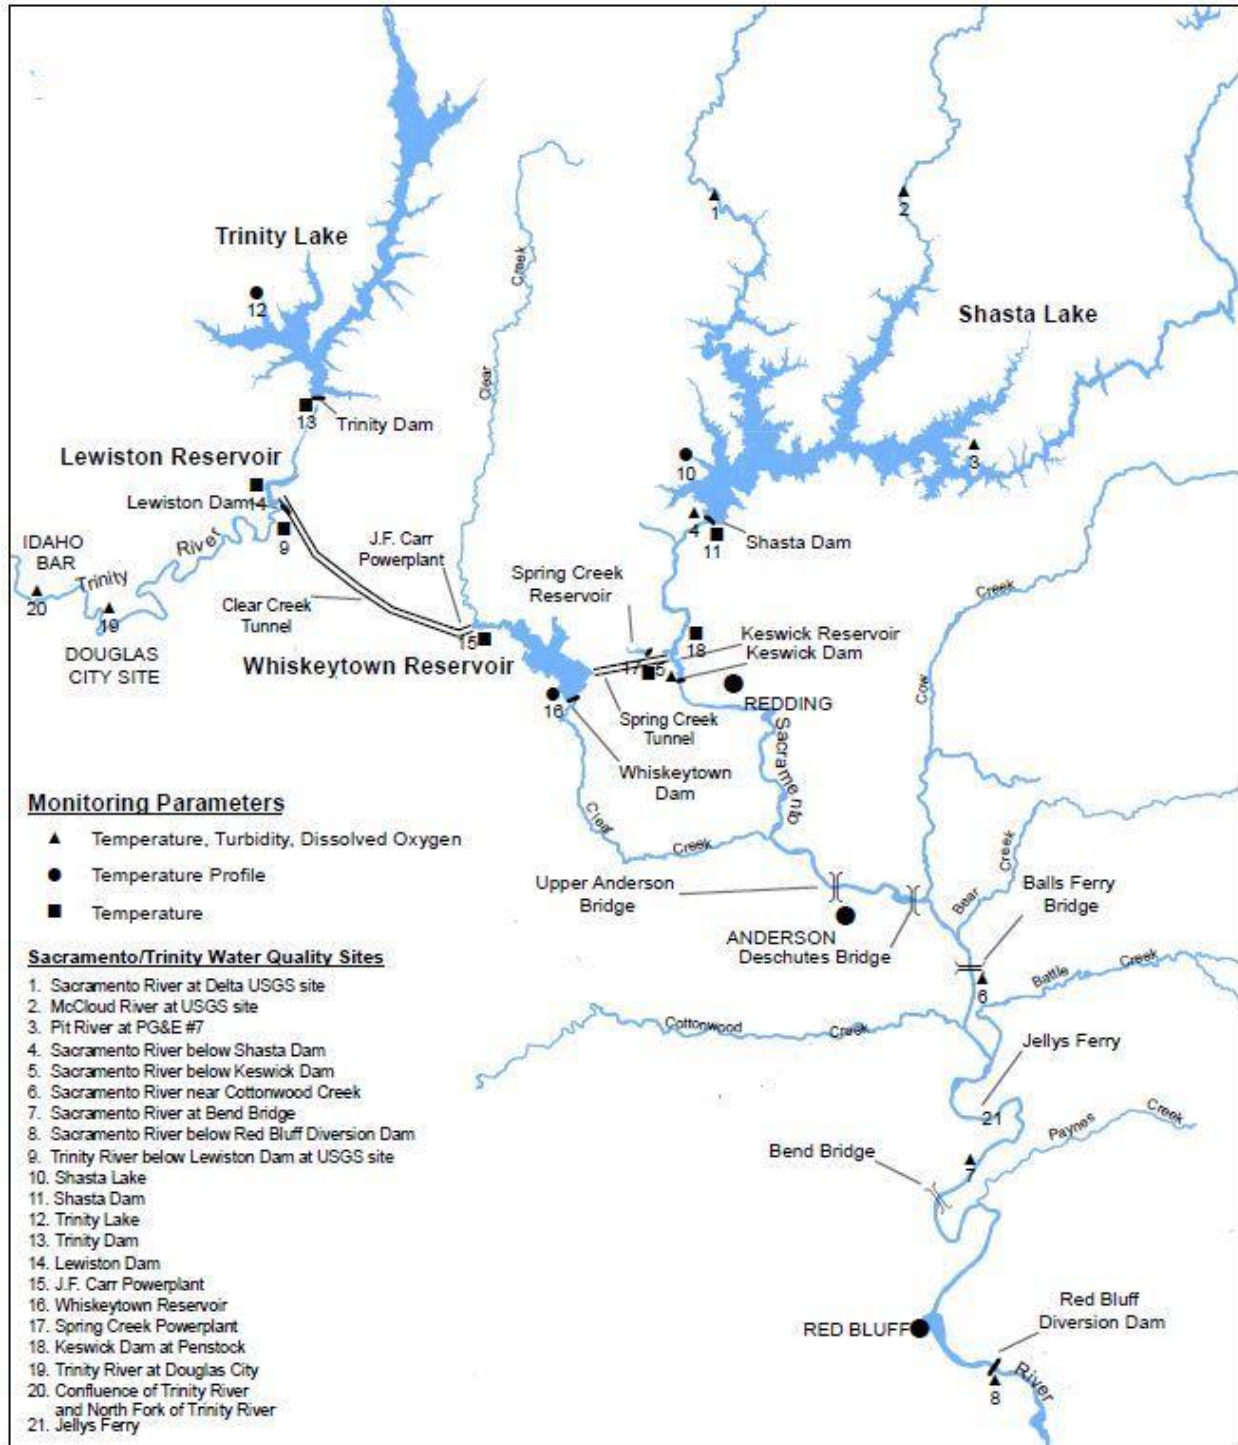 1
2
Trinity Lake
12
Creek
Shasta Lake
Clear
13
Trinity Dam
Lewiston Reservoir
10
3
Lewiston Dam
14
4
Shasta Dam
11
9
River
IDAHO
BAR
J.F. Carr
Powerplant
Trinity
20
19
Spring Creek
Reservoir
Creek
Clear Creek
Tunnel
15
18
Keswick Reservoir
Keswick Dam
DOUGLAS
CITY SITE
Whiskeytown Reservoir
17
5
16
REDDING
Cow
Spring Creek
Tunnel
Sacramento
Whiskeytown
Dam
Clear
Creek
Creek
Upper Anderson
Bridge
Bear
Balls Ferry
Bridge
ANDERSON
Deschutes Bridge
Battle
Creek
6
Cottonwood
Creek
Jellys Ferry
21
Paynes
Creek
Bend Bridge
7
Red Bluff
Diversion Dam
RED BLUFF
River
8
Monitoring Parameters
Temperature, Turbidity, Dissolved Oxygen
Temperature Profile
Temperature
Sacramento/Trinity Water Quality Sites
1. Sacramento River at Delta USGS site
2. McCloud River at USGS site
3. Pit River at PG&E #7
4. Sacramento River below Shasta Dam
5. Sacramento River below Keswick Dam
6. Sacramento River near Cottonwood Creek
7. Sacramento River at Bend Bridge
8. Sacramento River below Red Bluff Diversion Dam
9. Trinity River below Lewiston Dam at USGS site
10. Shasta Lake
11. Shasta Dam
12. Trinity Lake
13. Trinity Dam
14. Lewiston Dam
15. J.F. Carr Powerplant
16. Whiskeytown Reservoir
17. Spring Creek Powerplant
18. Keswick Dam at Penstock
19. Trinity River at Douglas City
20. Confluence of Trinity River
and North Fork of Trinity River
21. Jellys Ferry